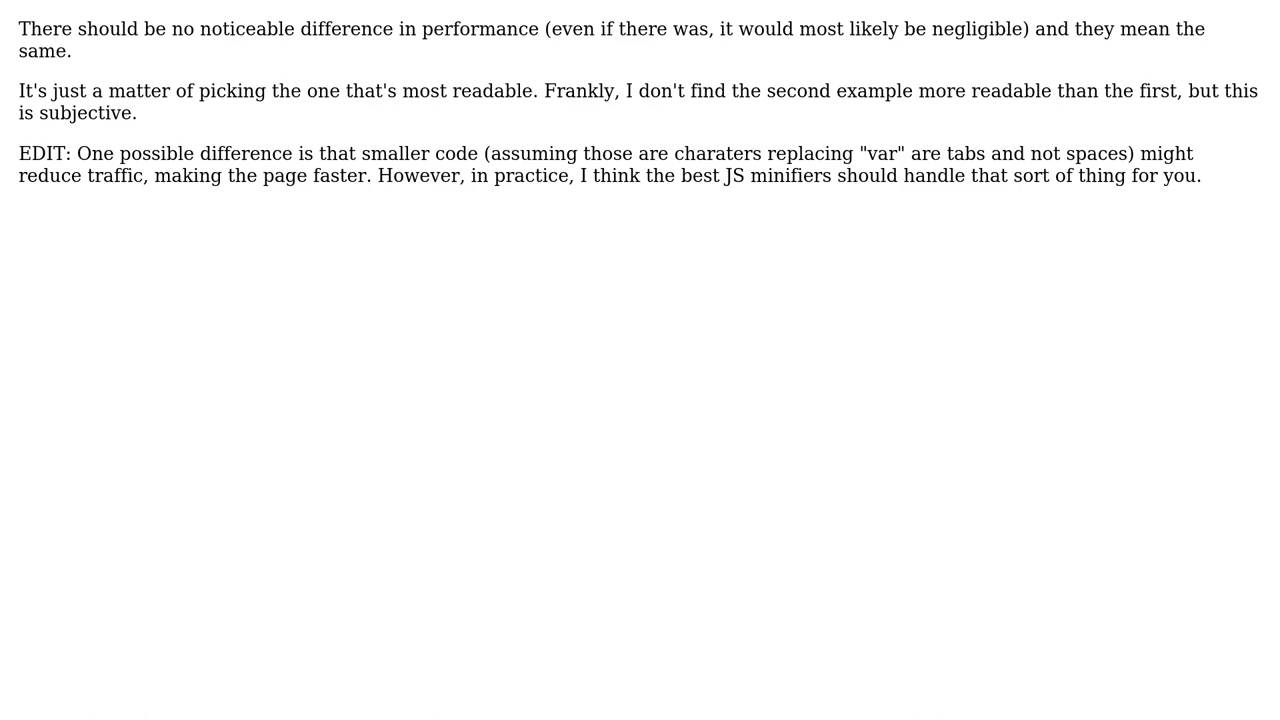 There should be no noticeable difference in performance (even if there was, it would most likely be negligible) and they mean the
same.
It's just a matter of picking the one that's most readable. Frankly, I don't find the second example more readable than the first, but this
is subjective.
EDIT: One possible difference is that smaller code (assuming those are charaters replacing "var" are tabs and not spaces) might
reduce traffic, making the page faster. However, in practice, I think the best JS minifiers should handle that sort of thing for you.